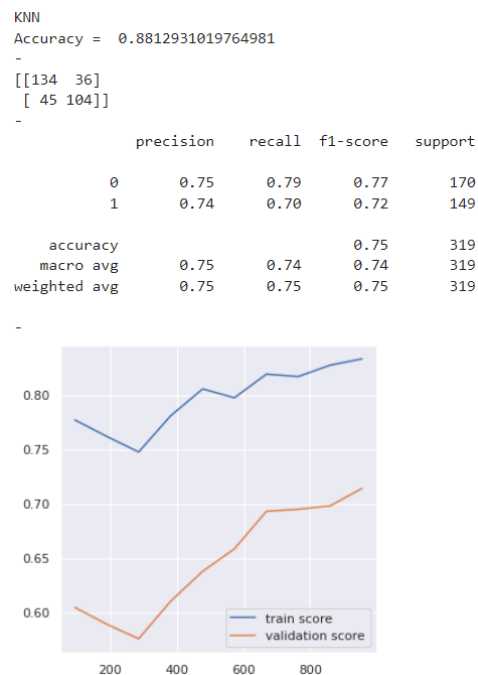 KNN
Accuracy =  0.8812931019764981
-
[[134  36]
 [ 45 104]]
-
              precision    recall  f1-score   support

           0       0.75      0.79      0.77       170
           1       0.74      0.70      0.72       149

    accuracy                           0.75       319
   macro avg       0.75      0.74      0.74       319
weighted avg       0.75      0.75      0.75       319

-
0.80
0.75
0.70
0.65
0.60
train score
validation score
200 400 600 800